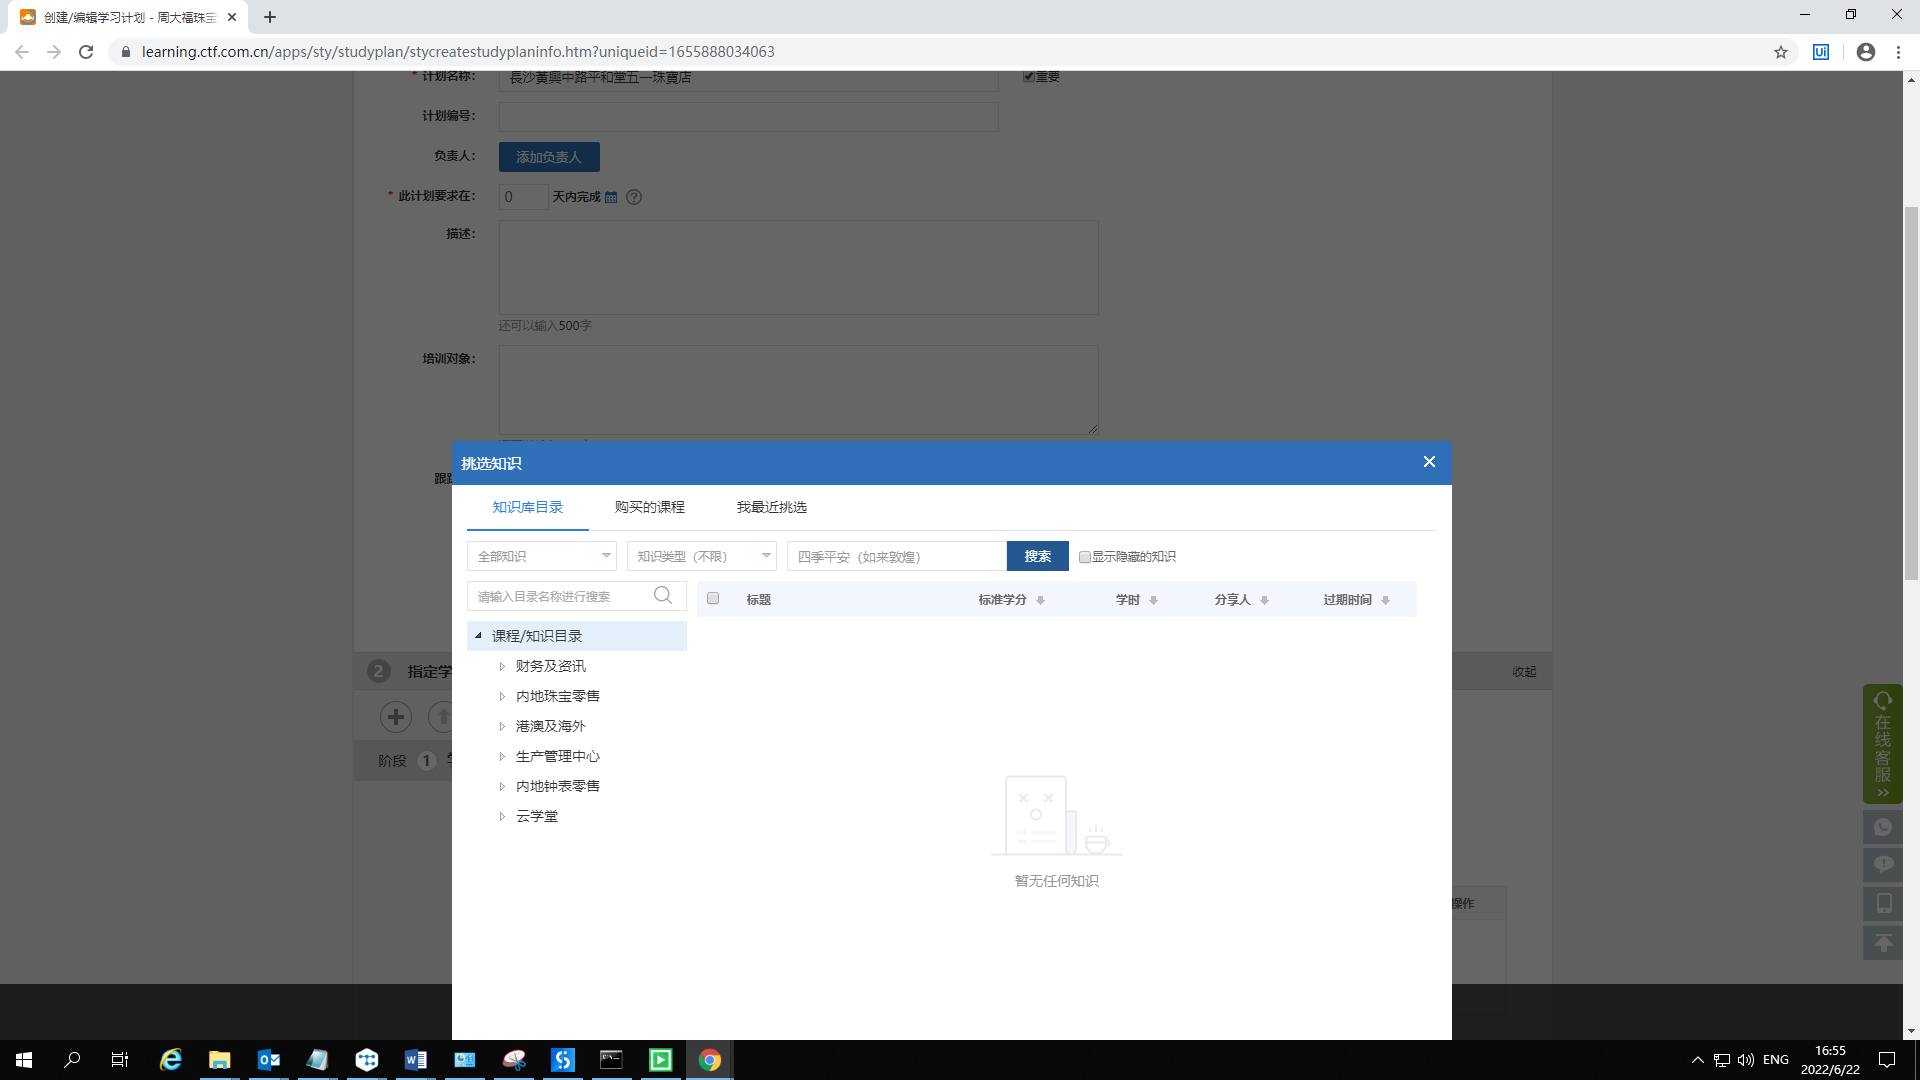 创建/编辑学习计划 - 周大福珠宝
learning.ctf.com.cn/apps/sty/studyplan/stycreatestudyplaninfo.htm?uniqueid=1655888034063
* 计划名称: 長沙黃興中路平和堂五一珠寶店 重要
计划编号:
负责人: 添加负责人
* 此计划要求在: 0 天内完成
描述:
还可以输入500字
培训对象:
挑选知识
知识库目录 购买的课程 我最近挑选
全部知识 知识类型（不限） 四季平安（如来敦煌） 搜索 显示隐藏的知识
请输入目录名称进行搜索 标题 标准学分 学时 分享人 过期时间
课程/知识目录
财务及资讯
内地珠宝零售
港澳及海外
生产管理中心
内地钟表零售
云学堂
暂无任何知识
2 指定学 收起
阶段 1
操作
在线客服
ENG
16:55
2022/6/22